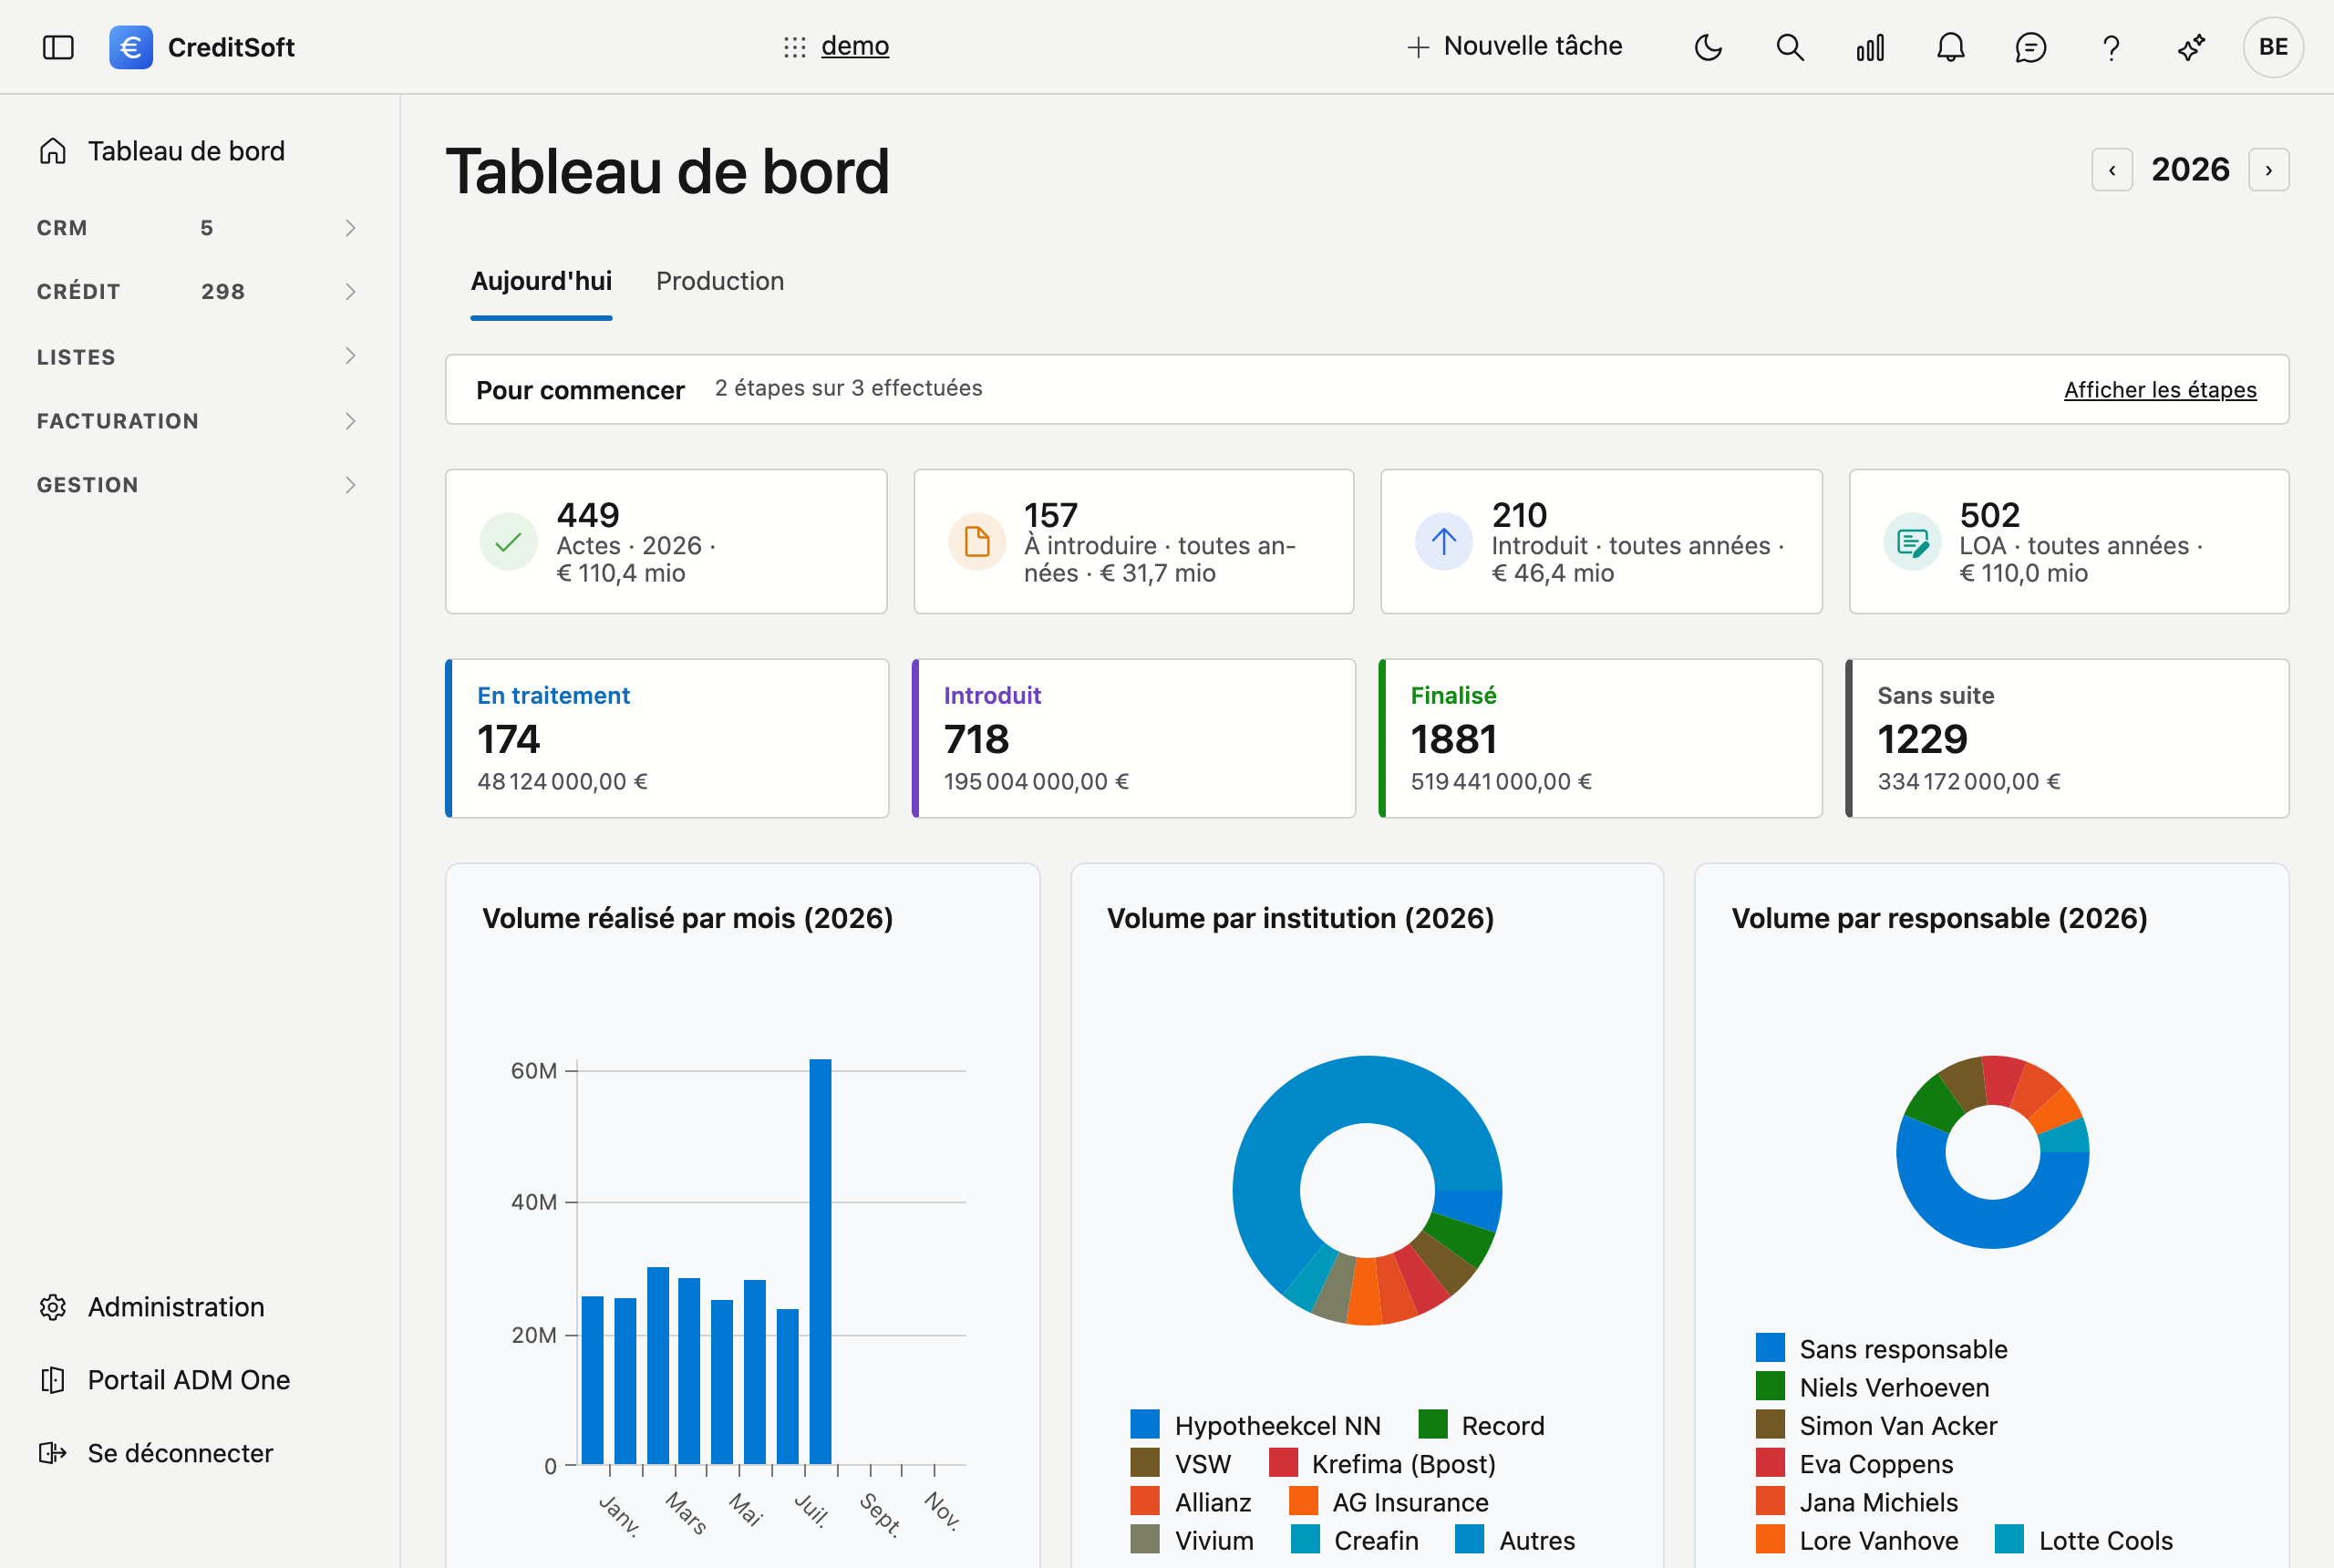 CreditSoft
demo
Nouvelle tâche
BE
Tableau de bord
CRM 5
CRÉDIT 298
LISTES
FACTURATION
GESTION
Administration
Portail ADM One
Se déconnecter
Tableau de bord
‹ 2026 ›
Aujourd'hui Production
Pour commencer 2 étapes sur 3 effectuées Afficher les étapes
449
Actes · 2026 ·
€ 110,4 mio
157
À introduire · toutes an-
nées · € 31,7 mio
210
Introduit · toutes années ·
€ 46,4 mio
502
LOA · toutes années ·
€ 110,0 mio
En traitement
174
48 124 000,00 €
Introduit
718
195 004 000,00 €
Finalisé
1881
519 441 000,00 €
Sans suite
1229
334 172 000,00 €
Volume réalisé par mois (2026)
60M
40M
20M
0
Janv. Mars Mai Juil. Sept. Nov.
Volume par institution (2026)
Hypotheekcel NN Record
VSW Krefima (Bpost)
Allianz AG Insurance
Vivium Creafin Autres
Volume par responsable (2026)
Sans responsable
Niels Verhoeven
Simon Van Acker
Eva Coppens
Jana Michiels
Lore Vanhove Lotte Cools